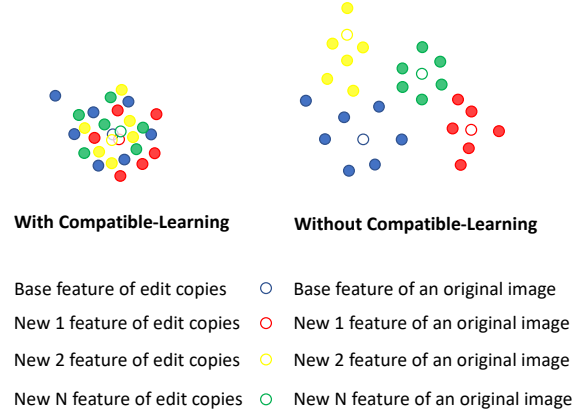 With Compatible-Learning Without Compatible-Learning
Base feature of edit copies Base feature of an original image
New 1 feature of edit copies New 1 feature of an original image
New 2 feature of edit copies New 2 feature of an original image
New N feature of edit copies New N feature of an original image